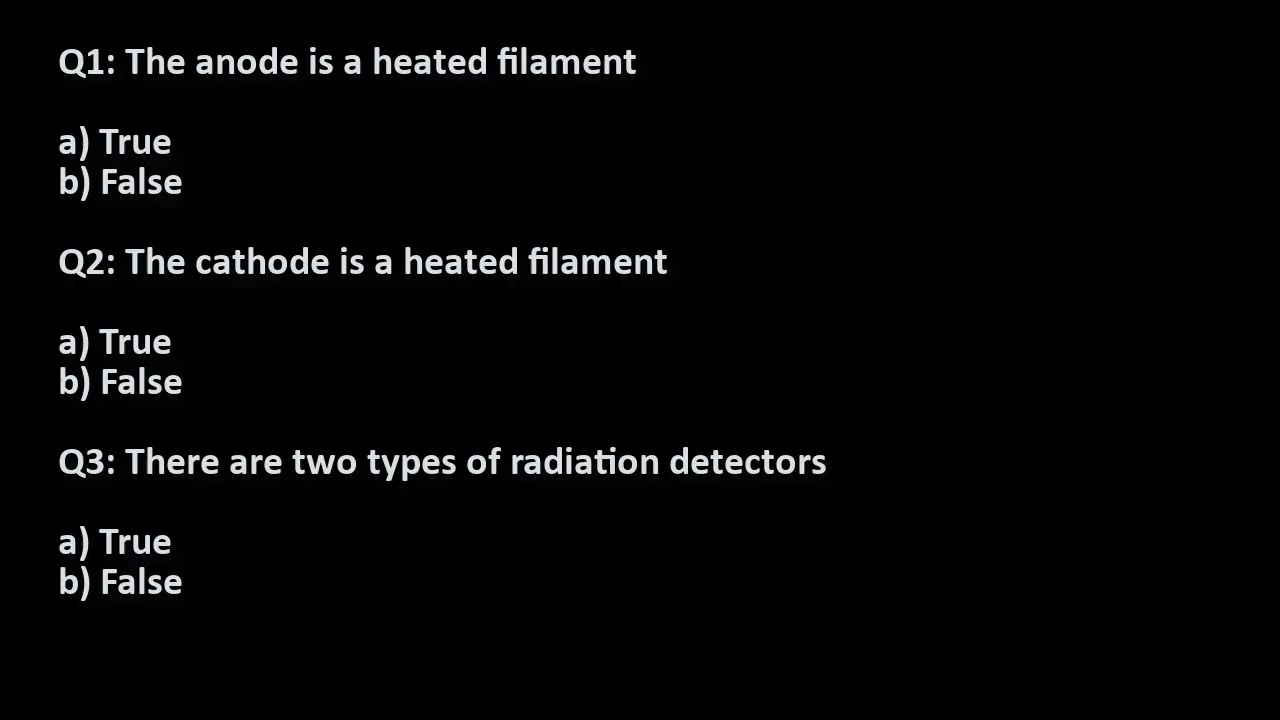 Q1: The anode is a heated filament
a) True
b) False
Q2: The cathode is a heated filament
a) True
b) False
Q3: There are two types of radiation detectors
a) True
b) False